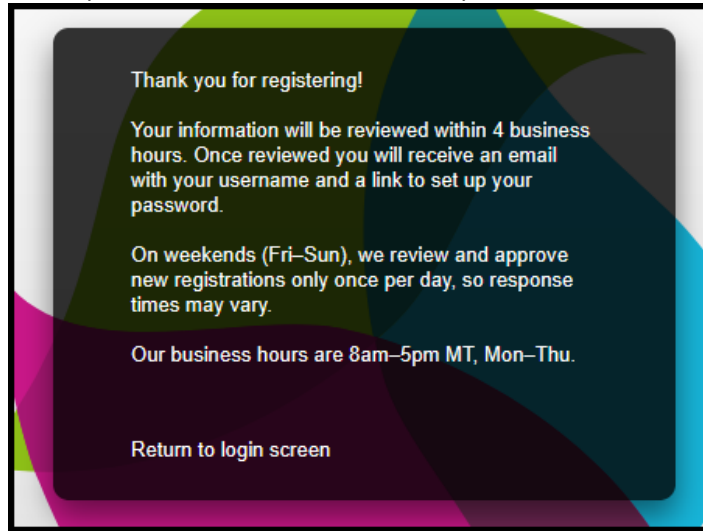 Thank you for registering!
Your information will be reviewed within 4 business
hours. Once reviewed you will receive an email
with your username and a link to set up your
password.
On weekends (Fri–Sun), we review and approve
new registrations only once per day, so response
times may vary.
Our business hours are 8am–5pm MT, Mon–Thu.
Return to login screen